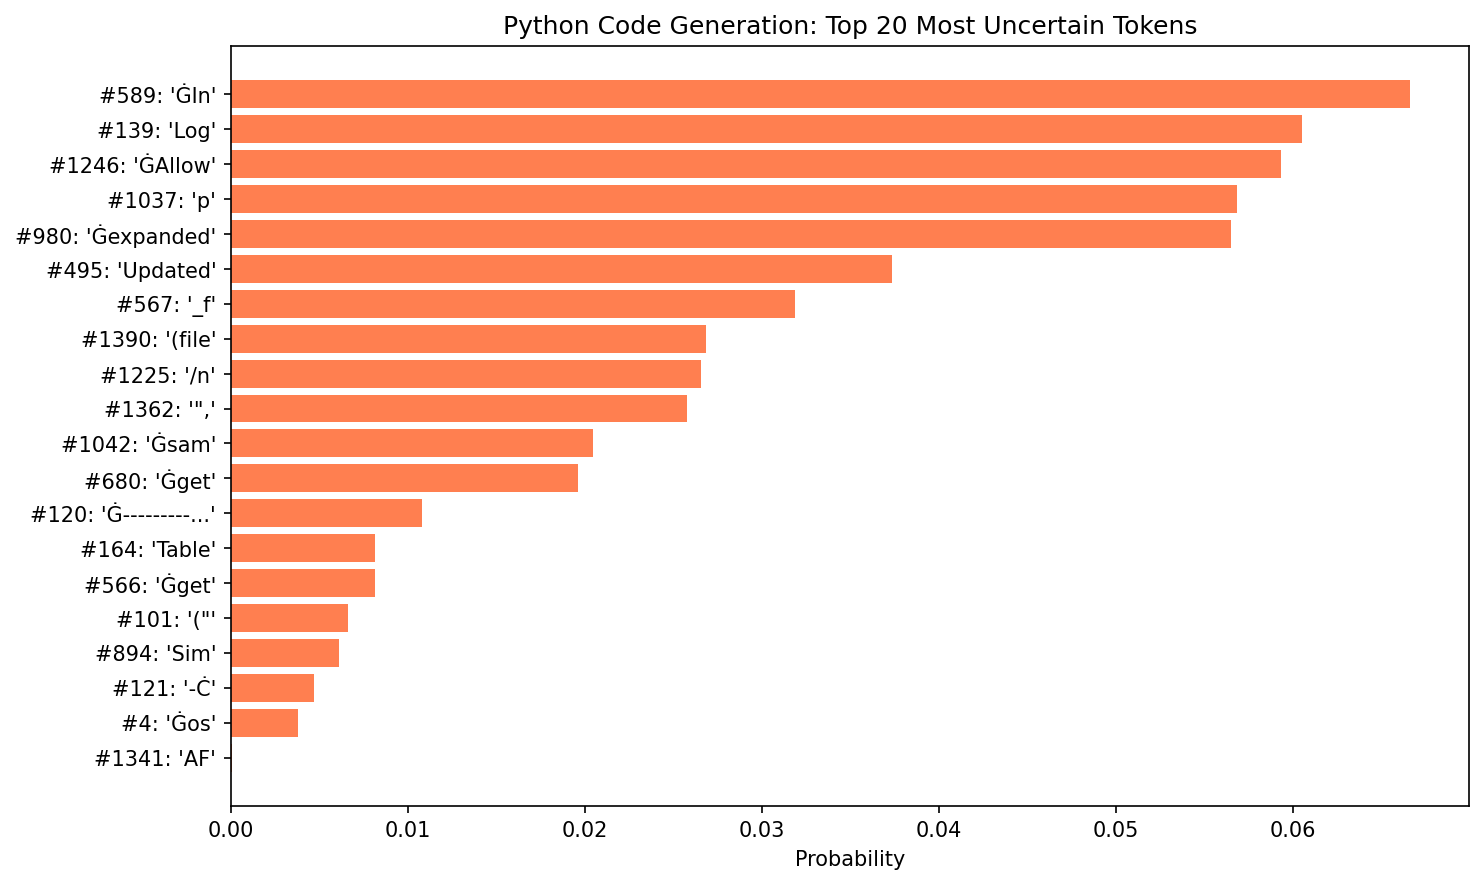 Python Code Generation: Top 20 Most Uncertain Tokens
#589: 'ĠIn'
#139: 'Log'
#1246: 'ĠAllow'
#1037: 'p'
#980: 'Ġexpanded'
#495: 'Updated'
#567: '_f'
#1390: '(file'
#1225: '/n'
#1362: '",'
#1042: 'Ġsam'
#680: 'Ġget'
#120: 'Ġ---------...'
#164: 'Table'
#566: 'Ġget'
#101: '("'
#894: 'Sim'
#121: '-Ċ'
#4: 'Ġos'
#1341: 'AF'
0.00 0.01 0.02 0.03 0.04 0.05 0.06
Probability